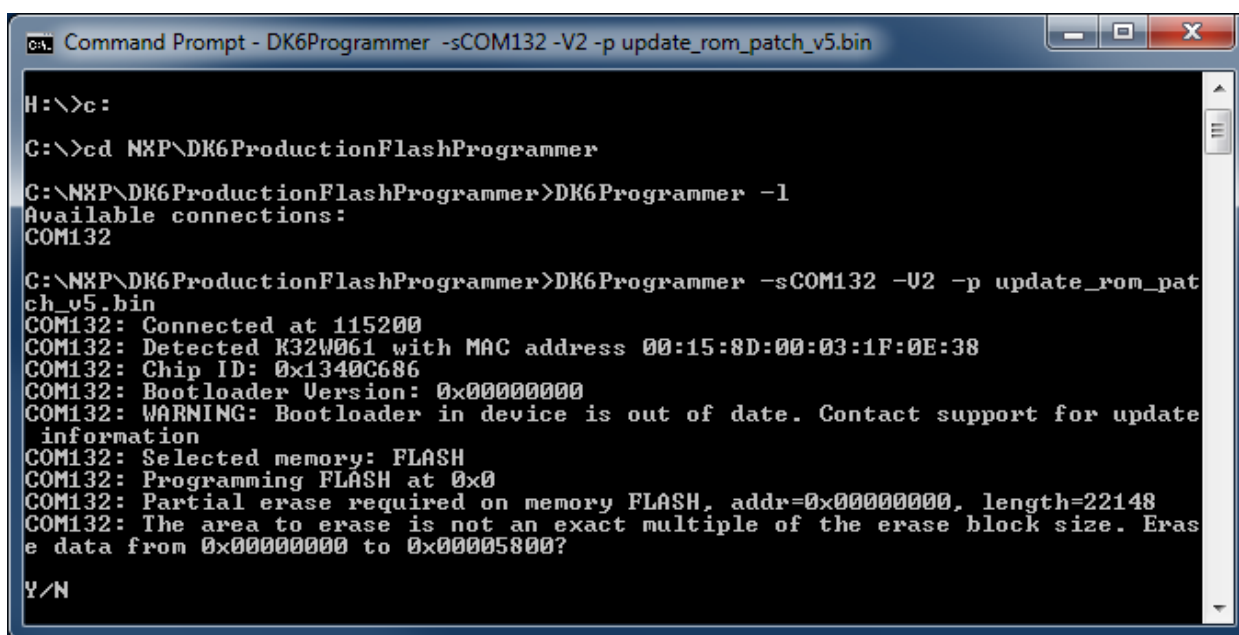 Command Prompt - DK6Programmer -sCOM132 -V2 -p update_rom_patch_v5.bin
H:\>c:
C:\>cd NXP\DK6ProductionFlashProgrammer
C:\NXP\DK6ProductionFlashProgrammer>DK6Programmer -l
Available connections:
COM132
C:\NXP\DK6ProductionFlashProgrammer>DK6Programmer -sCOM132 -V2 -p update_rom_pat
ch_v5.bin
COM132: Connected at 115200
COM132: Detected K32W061 with MAC address 00:15:8D:00:03:1F:0E:38
COM132: Chip ID: 0x1340C686
COM132: Bootloader Version: 0x00000000
COM132: WARNING: Bootloader in device is out of date. Contact support for update
 information
COM132: Selected memory: FLASH
COM132: Programming FLASH at 0x0
COM132: Partial erase required on memory FLASH, addr=0x00000000, length=22148
COM132: The area to erase is not an exact multiple of the erase block size. Eras
e data from 0x00000000 to 0x00005800?
Y/N